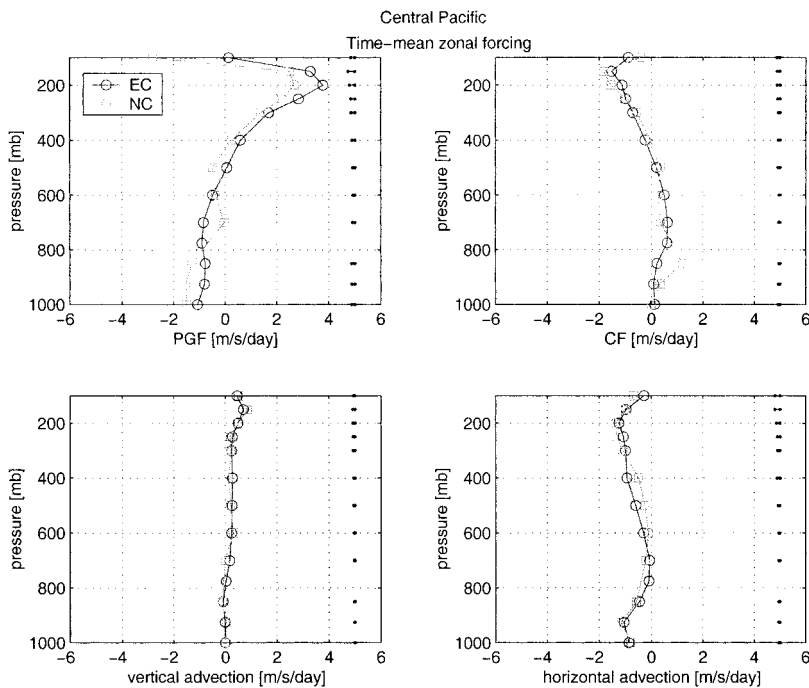 Central Pacific
Time−mean zonal forcing
EC
NC
200
400
600
800
1000
pressure [mb]
−6 −4 −2 0 2 4 6
PGF [m/s/day]
200
400
600
800
1000
pressure [mb]
−6 −4 −2 0 2 4 6
CF [m/s/day]
200
400
600
800
1000
pressure [mb]
−6 −4 −2 0 2 4 6
vertical advection [m/s/day]
200
400
600
800
1000
pressure [mb]
−6 −4 −2 0 2 4 6
horizontal advection [m/s/day]